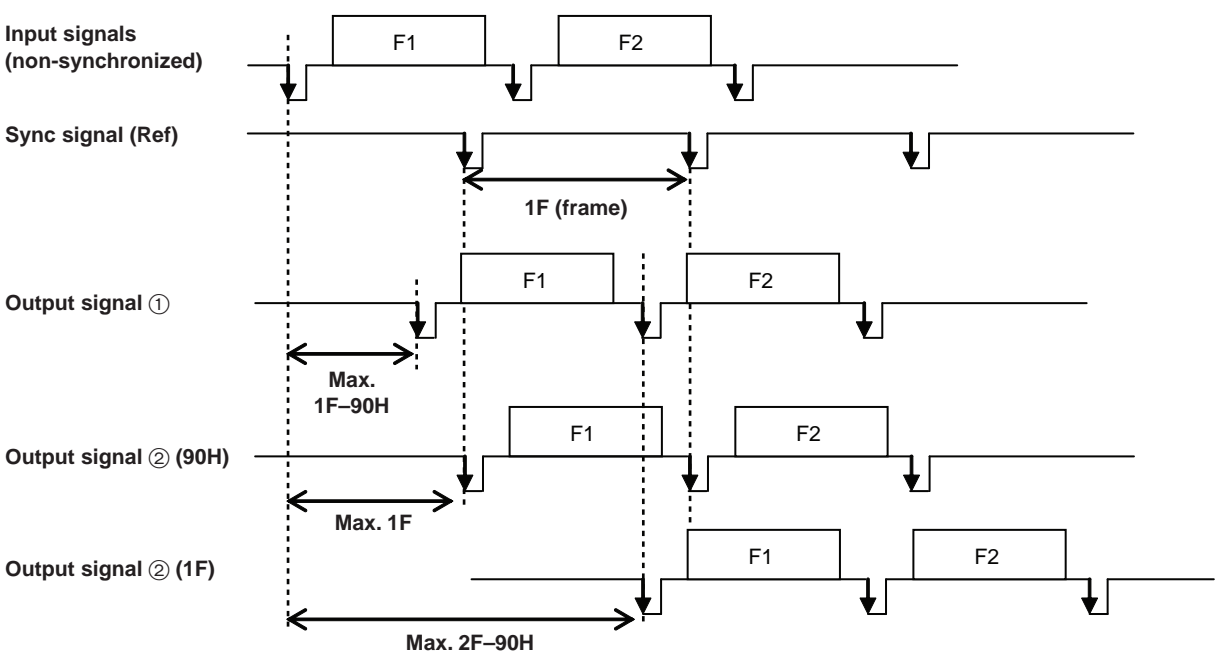 Input signals
(non-synchronized)
F1
F2
Sync signal (Ref)
1F (frame)
Output signal ①
F1
F2
Max.
1F–90H
Output signal ② (90H)
F1
F2
Max. 1F
Output signal ② (1F)
F1
F2
Max. 2F–90H